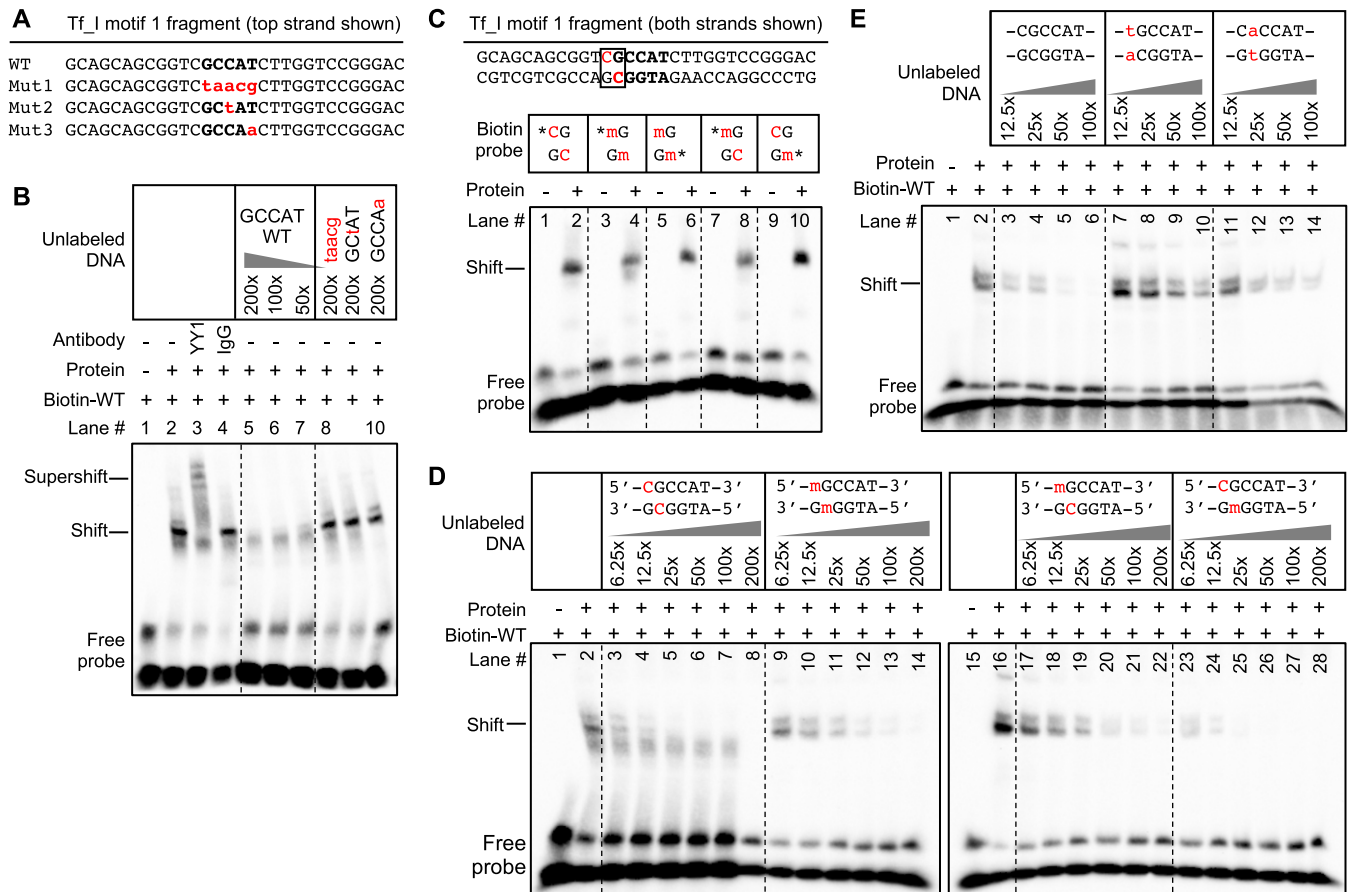 A
Tf_I motif 1 fragment (top strand shown)
WT GCAGCAGCGGTCGCCATCTTGGTCCGGGAC
Mut1 GCAGCAGCGGTCtaacgCTTGGTCCGGGAC
Mut2 GCAGCAGCGGTCGCtATCTTGGTCCGGGAC
Mut3 GCAGCAGCGGTCGCCAaCTTGGTCCGGGAC
B
Unlabeled DNA
GCCAT WT
200x 100x 50x
taacg GCtAT GCCAa
200x 200x 200x
Antibody - - YY1 IgG - - - - - -
Protein - + + + + + + + + +
Biotin-WT + + + + + + + + + +
Lane # 1 2 3 4 5 6 7 8 10
Supershift
Shift
Free probe
C
Tf_I motif 1 fragment (both strands shown)
GCAGCAGCGGTCGCCATCTTGGTCCGGGAC
CGTCGTCGCCAGCGGTAGAACCAGGCCCTG
Biotin probe
*CG *mG mG *mG CG
GC Gm Gm* GC Gm*
Protein - + - + - + - + - +
Lane # 1 2 3 4 5 6 7 8 9 10
Shift
Free probe
D
Unlabeled DNA
5′-CGCCAT-3′ 5′-mGCCAT-3′ 5′-mGCCAT-3′ 5′-CGCCAT-3′
3′-GCGGTA-5′ 3′-GmGGTA-5′ 3′-GCGGTA-5′ 3′-GmGGTA-5′
6.25x 12.5x 25x 50x 100x 200x 6.25x 12.5x 25x 50x 100x 200x 6.25x 12.5x 25x 50x 100x 200x 6.25x 12.5x 25x 50x 100x 200x
Protein - + + + + + + + + + + + + + - + + + + + + + + + + + + +
Biotin-WT + + + + + + + + + + + + + + + + + + + + + + + + + + + +
Lane # 1 2 3 4 5 6 7 8 9 10 11 12 13 14 15 16 17 18 19 20 21 22 23 24 25 26 27 28
Shift
Free probe
E
Unlabeled DNA
-CGCCAT- -tGCCAT- -CaCCAT-
-GCGGTA- -aCGGTA- -GtGGTA-
12.5x 25x 50x 100x 12.5x 25x 50x 100x 12.5x 25x 50x 100x
Protein - + + + + + + + + + + + + +
Biotin-WT + + + + + + + + + + + + + +
Lane # 1 2 3 4 5 6 7 8 9 10 11 12 13 14
Shift
Free probe